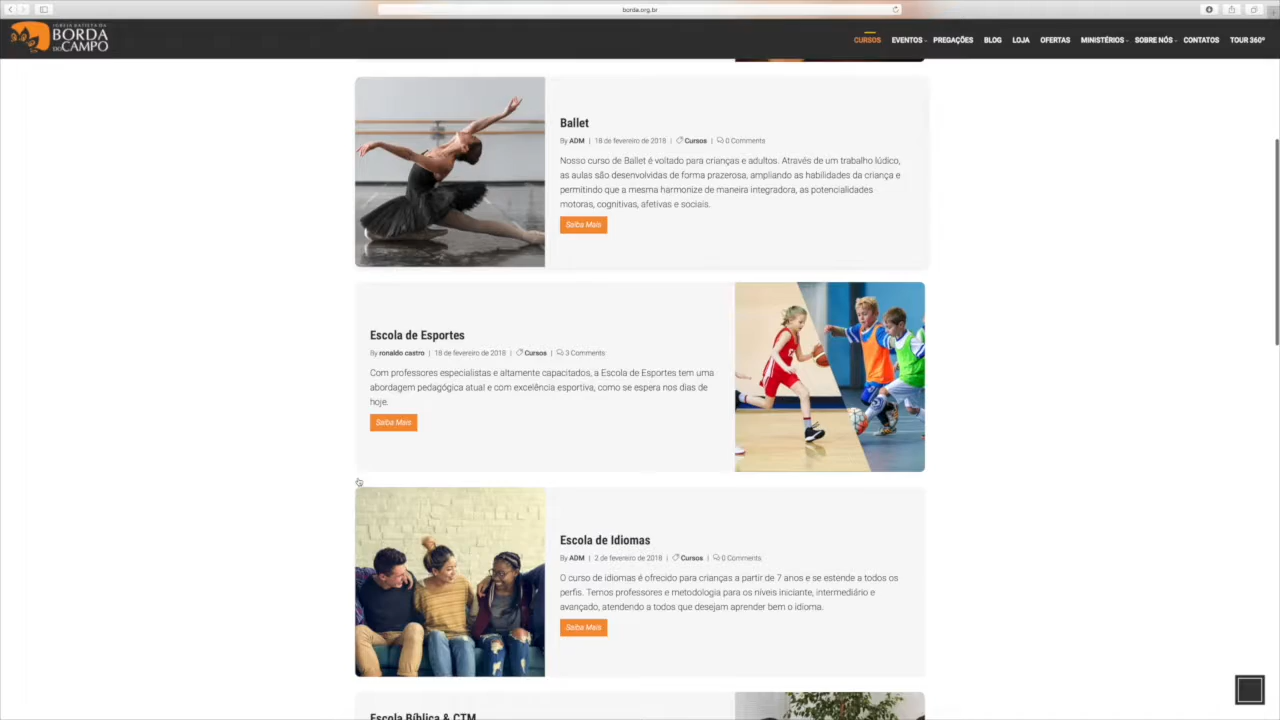 borda.org.br
IGREJA BATISTA DA
BORDA
DO CAMPO
CURSOS EVENTOS PREGAÇÕES BLOG LOJA OFERTAS MINISTÉRIOS SOBRE NÓS CONTATOS TOUR 360º
Ballet
By ADM | 18 de fevereiro de 2018 | Cursos | 0 Comments
Nosso curso de Ballet é voltado para crianças e adultos. Através de um trabalho lúdico,
as aulas são desenvolvidas de forma prazerosa, ampliando as habilidades da criança e
permitindo que a mesma harmonize de maneira integradora, as potencialidades
motoras, cognitivas, afetivas e sociais.
Saiba Mais
Escola de Esportes
By ronaldo castro | 18 de fevereiro de 2018 | Cursos | 3 Comments
Com professores especialistas e altamente capacitados, a Escola de Esportes tem uma
abordagem pedagógica atual e com excelência esportiva, como se espera nos dias de
hoje.
Saiba Mais
Escola de Idiomas
By ADM | 2 de fevereiro de 2018 | Cursos | 0 Comments
O curso de idiomas é ofrecido para crianças a partir de 7 anos e se estende a todos os
perfis. Temos professores e metodologia para os níveis iniciante, intermediário e
avançado, atendendo a todos que desejam aprender bem o idioma.
Saiba Mais
Escola Bíblica & CTM